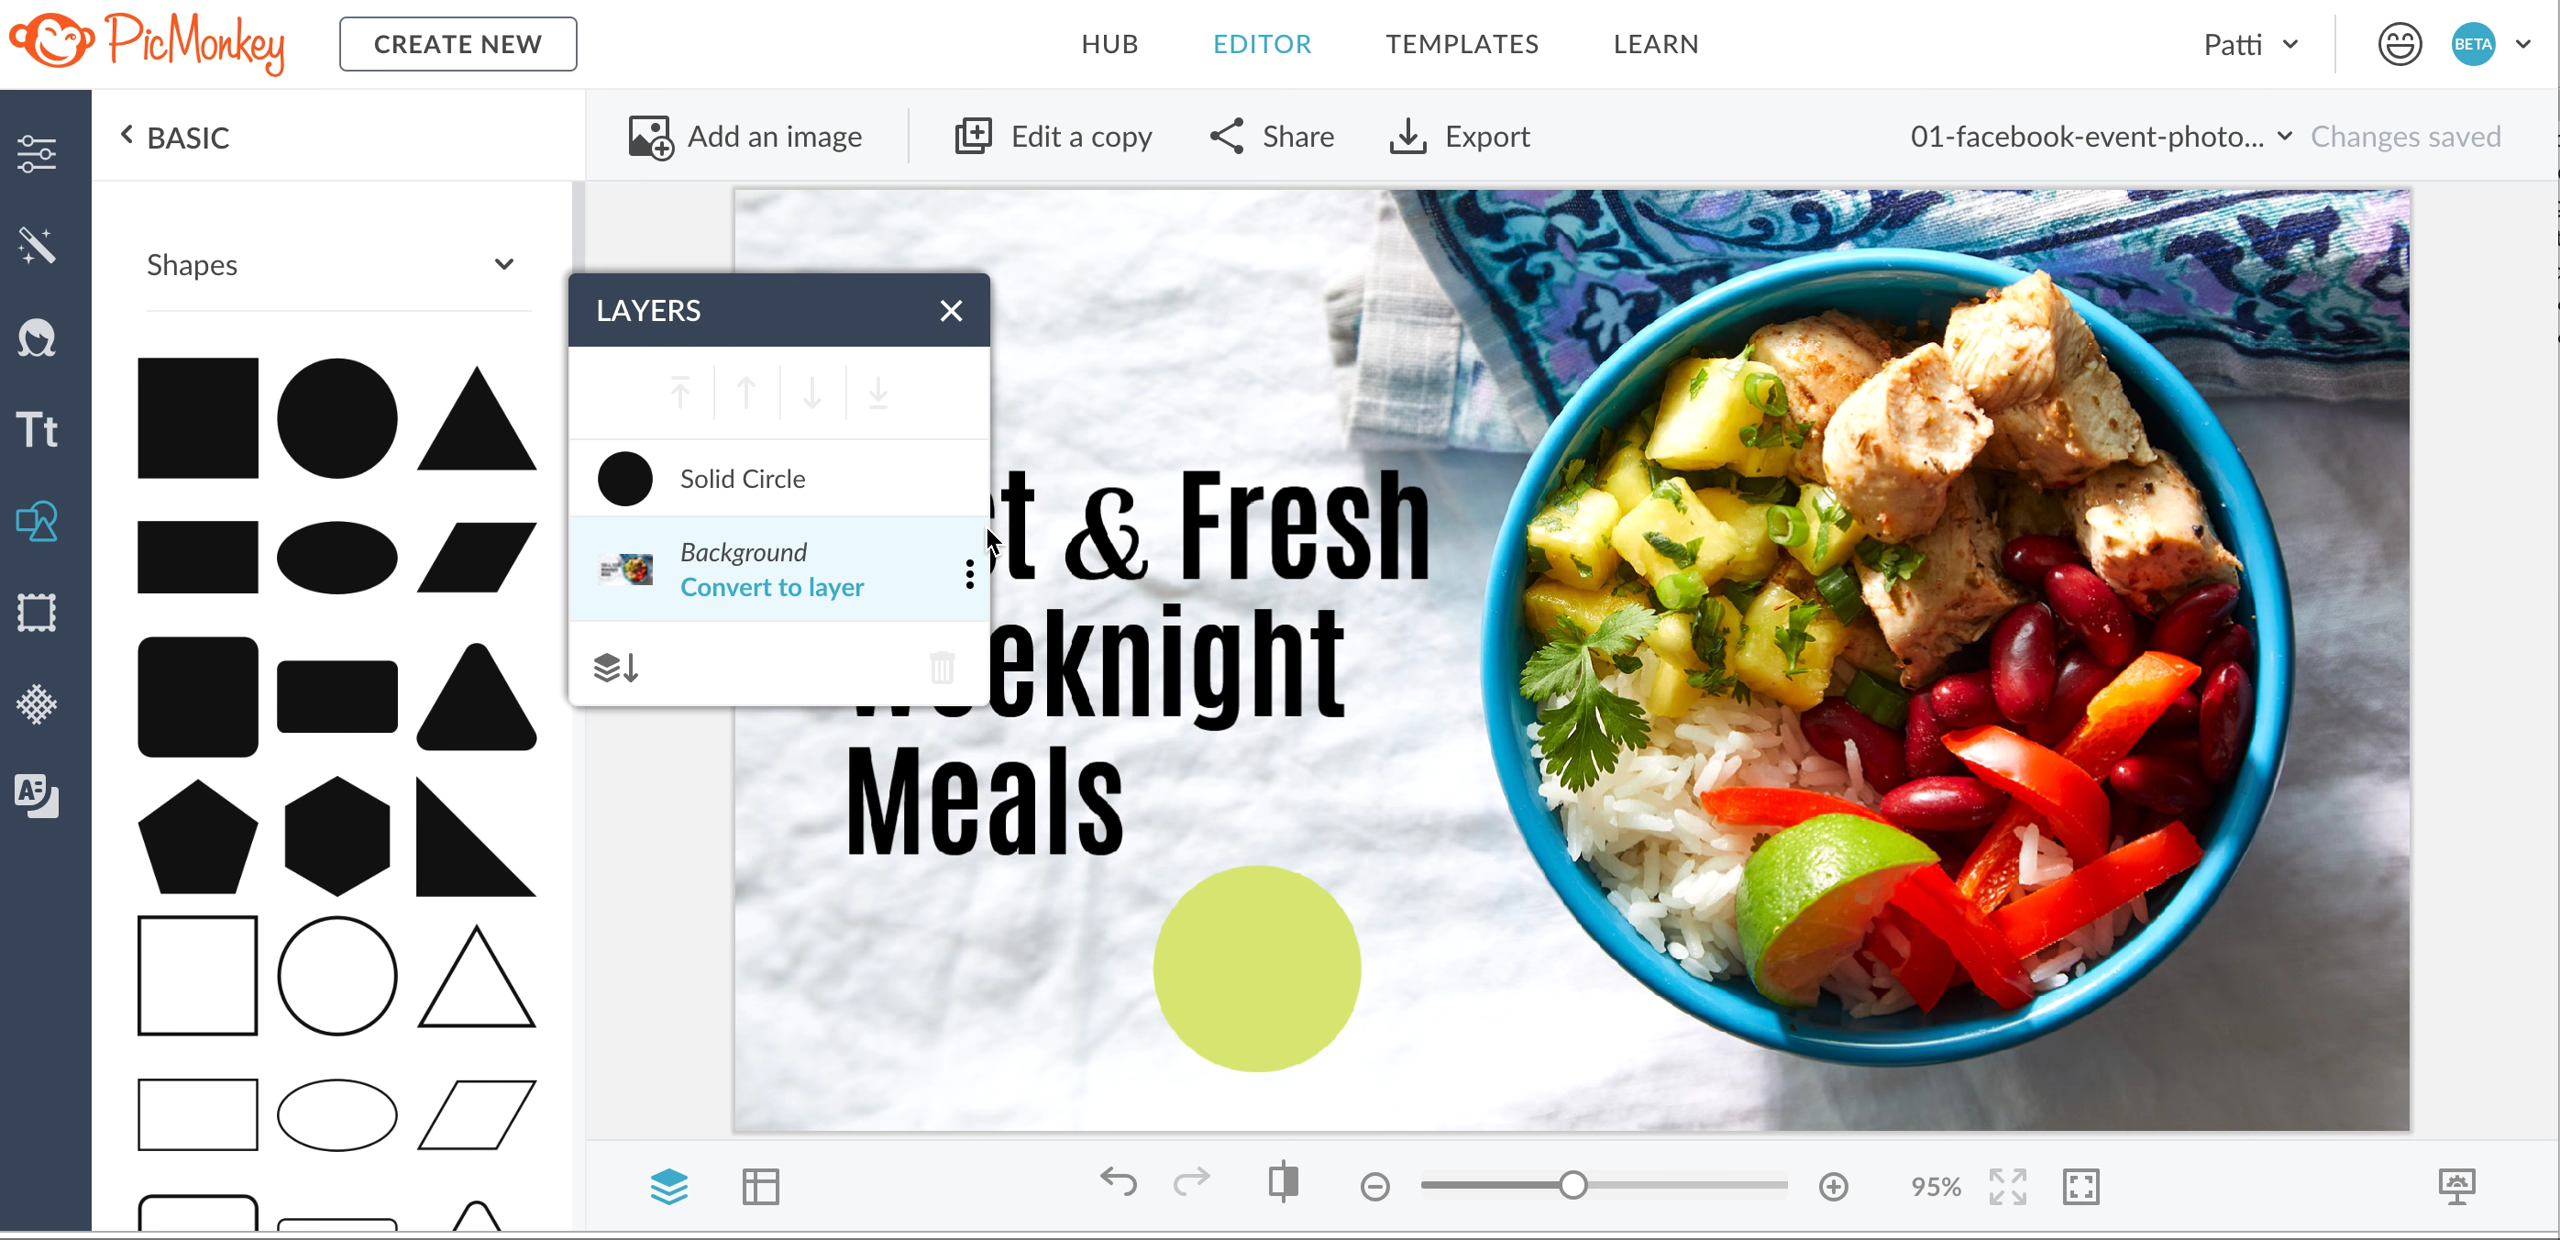 PicMonkey
CREATE NEW
HUB
EDITOR
TEMPLATES
LEARN
Patti
BETA
BASIC
Add an image
Edit a copy
Share
Export
01-facebook-event-photo...
Changes saved
Shapes
LAYERS
Solid Circle
Background
Convert to layer
Tt
A
t & Fresh
eknight
Meals
95%